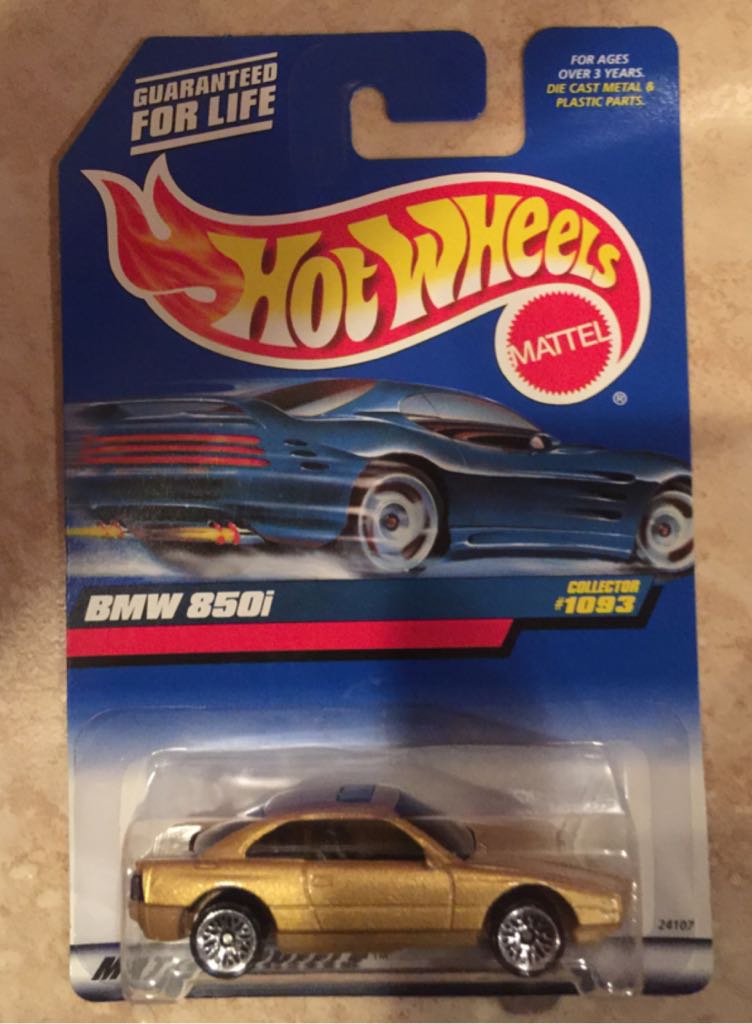 GUARANTEED
FOR LIFE
FOR AGES
OVER 3 YEARS.
DIE CAST METAL &
PLASTIC PARTS.
Hot Wheels
MATTEL
®
BMW 850i
COLLECTOR
#1093
24107